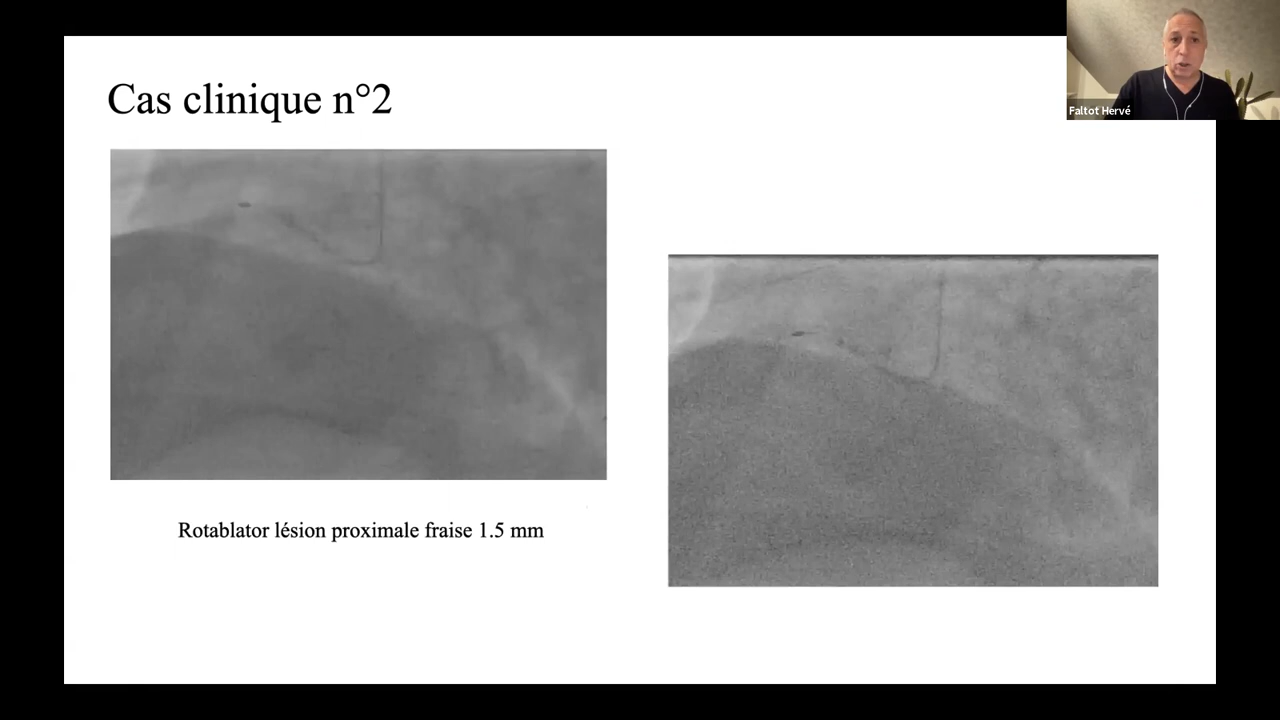 Cas clinique n°2
Faltot Hervé
Rotablator lésion proximale fraise 1.5 mm